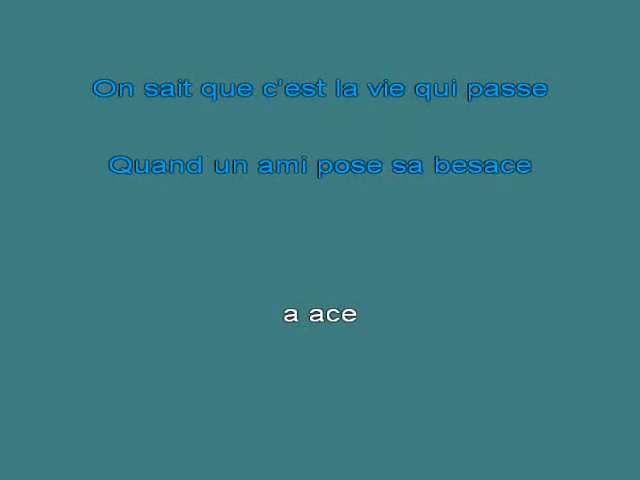 On sait que c'est la vie qui passe
Quand un ami pose sa besace
a ace